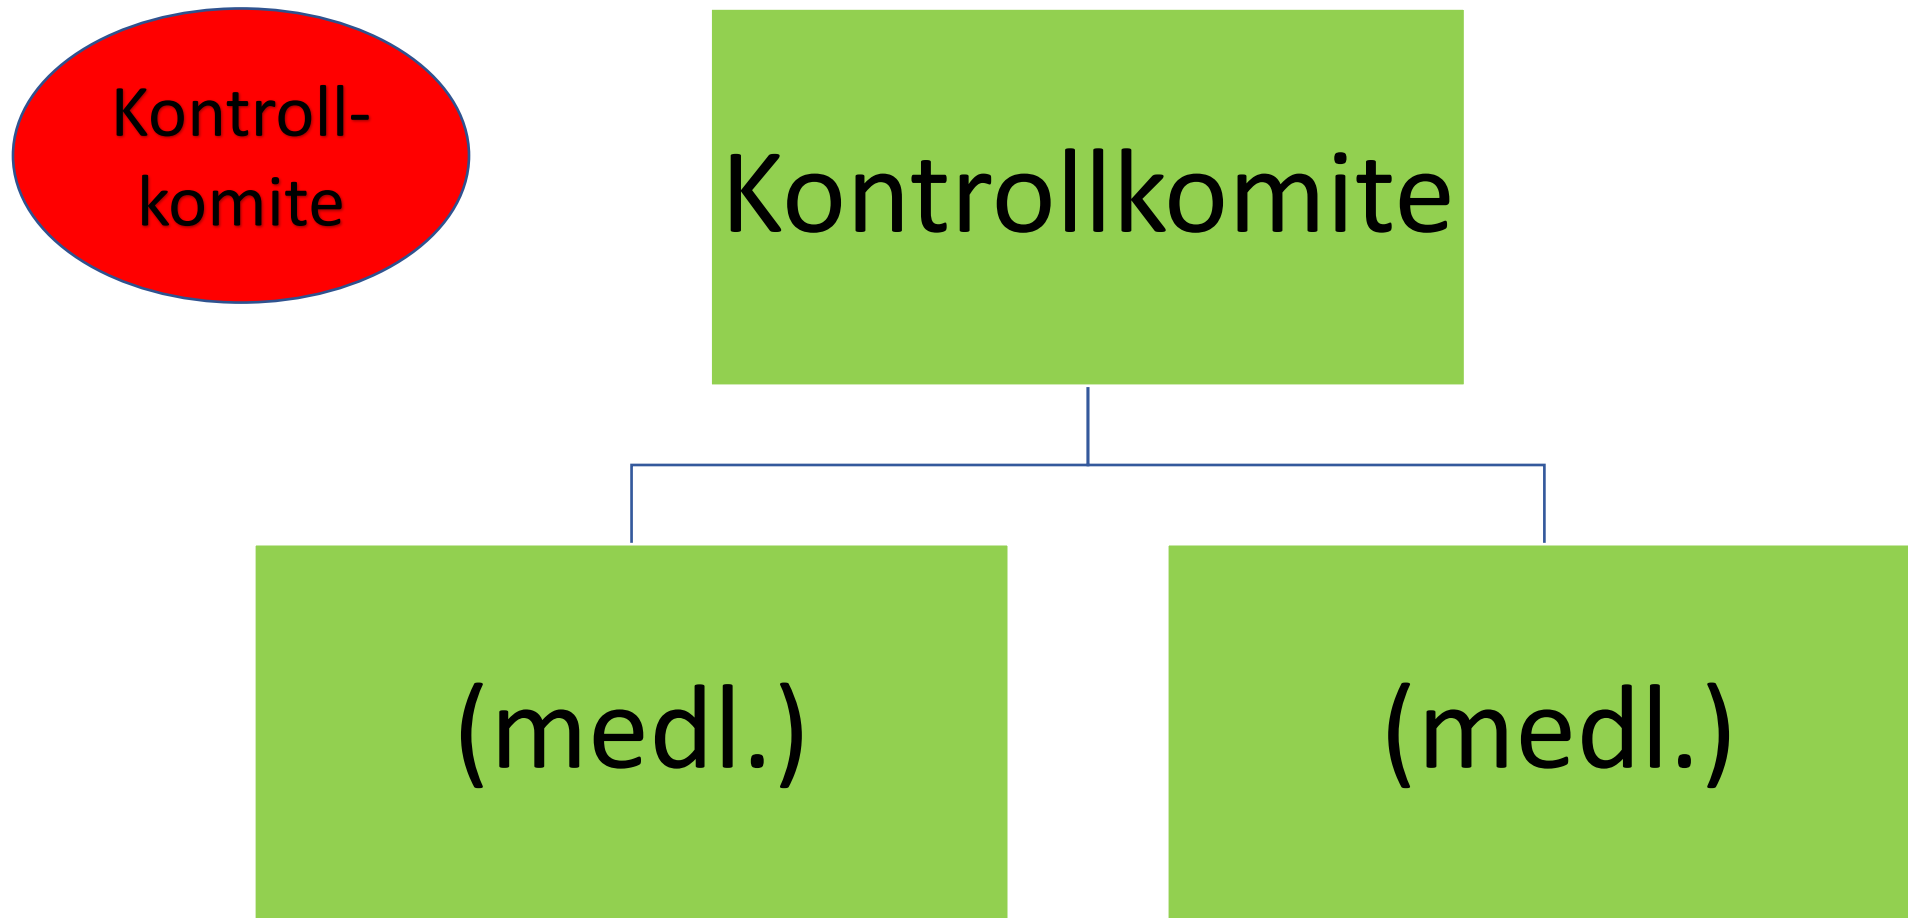 Kontroll-
komite
Kontrollkomite
(medl.)
(medl.)